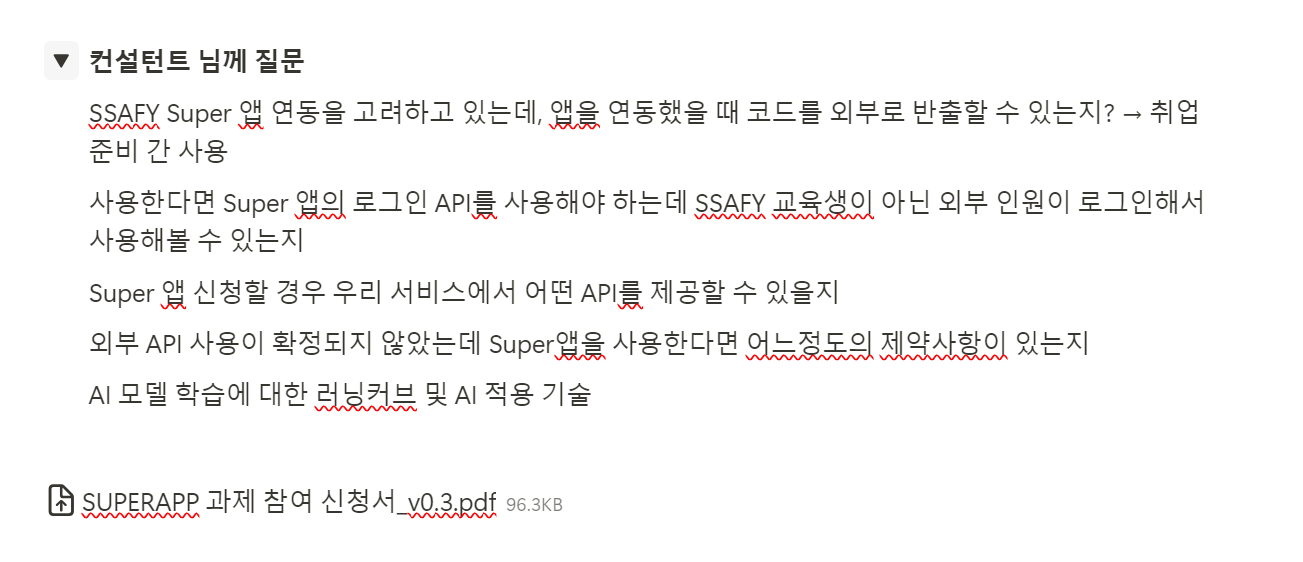 컨설턴트 님께 질문
SSAFY Super 앱 연동을 고려하고 있는데, 앱을 연동했을 때 코드를 외부로 반출할 수 있는지? → 취업
준비 간 사용
사용한다면 Super 앱의 로그인 API를 사용해야 하는데 SSAFY 교육생이 아닌 외부 인원이 로그인해서
사용해볼 수 있는지
Super 앱 신청할 경우 우리 서비스에서 어떤 API를 제공할 수 있을지
외부 API 사용이 확정되지 않았는데 Super앱을 사용한다면 어느정도의 제약사항이 있는지
AI 모델 학습에 대한 러닝커브 및 AI 적용 기술
SUPERAPP 과제 참여 신청서_v0.3.pdf 96.3KB